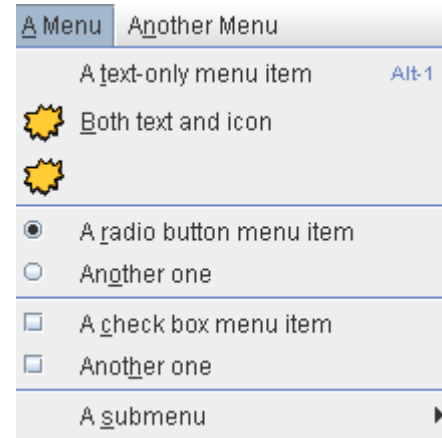 A Menu Another Menu
A text-only menu item Alt-1
Both text and icon
A radio button menu item
Another one
A check box menu item
Another one
A submenu